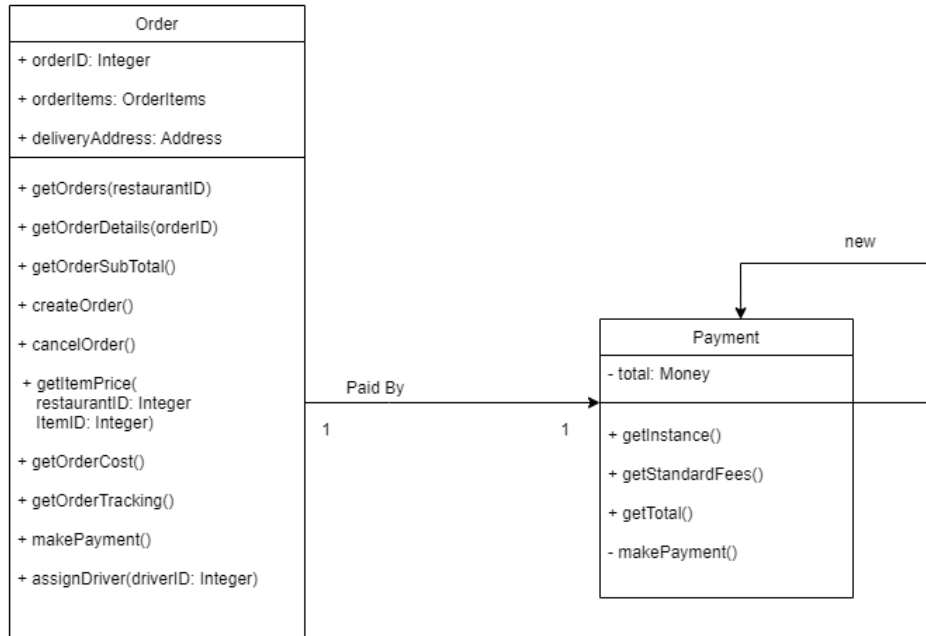 Order
+ orderID: Integer
+ orderItems: OrderItems
+ deliveryAddress: Address
+ getOrders(restaurantID)
+ getOrderDetails(orderID)
+ getOrderSubTotal()
+ createOrder()
+ cancelOrder()
+ getItemPrice(
restaurantID: Integer
ItemID: Integer)
+ getOrderCost()
+ getOrderTracking()
+ makePayment()
+ assignDriver(driverID: Integer)
Paid By
1
1
new
Payment
- total: Money
+ getInstance()
+ getStandardFees()
+ getTotal()
- makePayment()